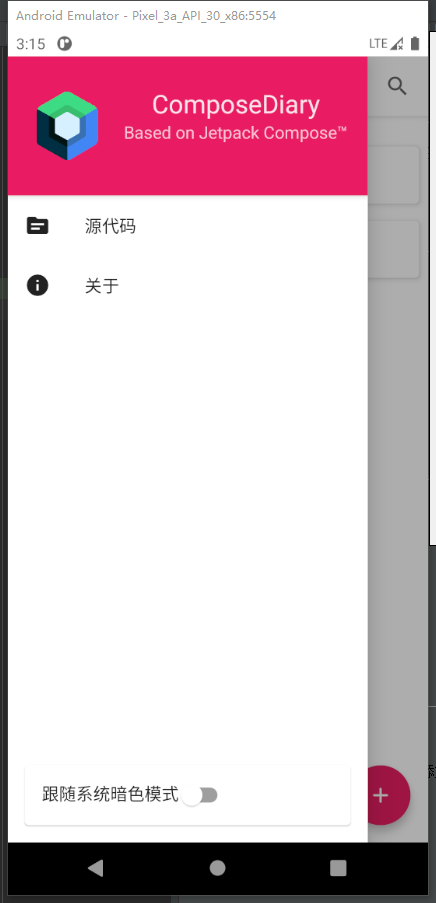 Android Emulator - Pixel_3a_API_30_x86:5554
3:15
LTE
ComposeDiary
Based on Jetpack Compose™
源代码
关于
跟随系统暗色模式